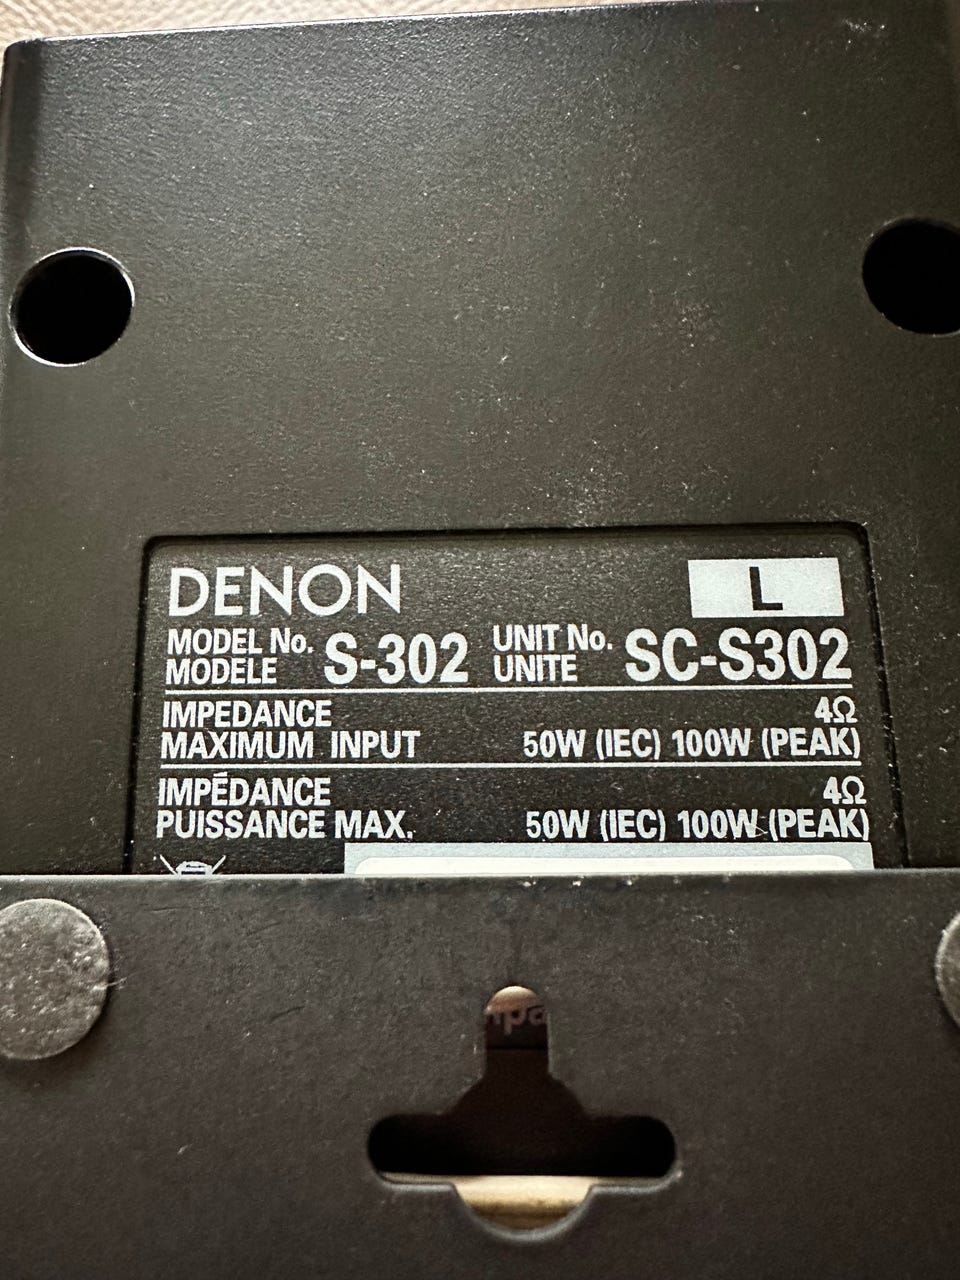 DENON L
MODEL No. S-302 UNIT No. SC-S302
MODELE UNITE
IMPEDANCE 4Ω
MAXIMUM INPUT 50W (IEC) 100W (PEAK)
IMPÉDANCE 4Ω
PUISSANCE MAX. 50W (IEC) 100W (PEAK)